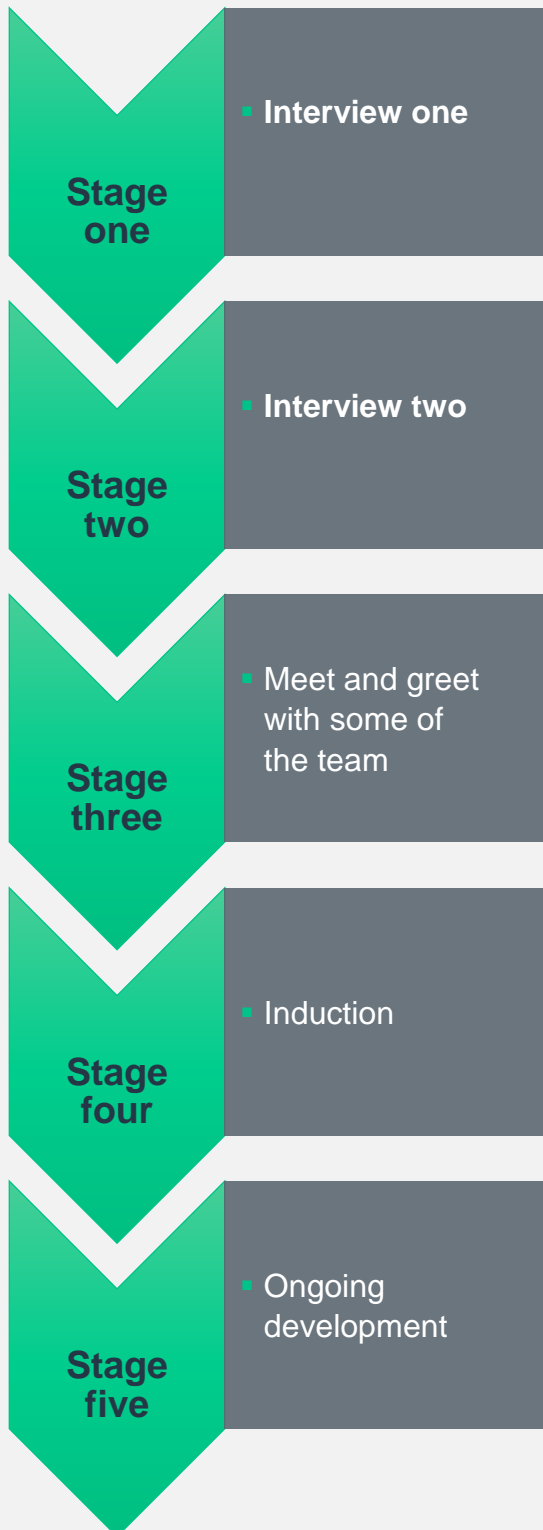 Stage
one
▪ Interview one
Stage
two
▪ Interview two
Stage
three
▪ Meet and greet
with some of
the team
Stage
four
▪ Induction
Stage
five
▪ Ongoing
development